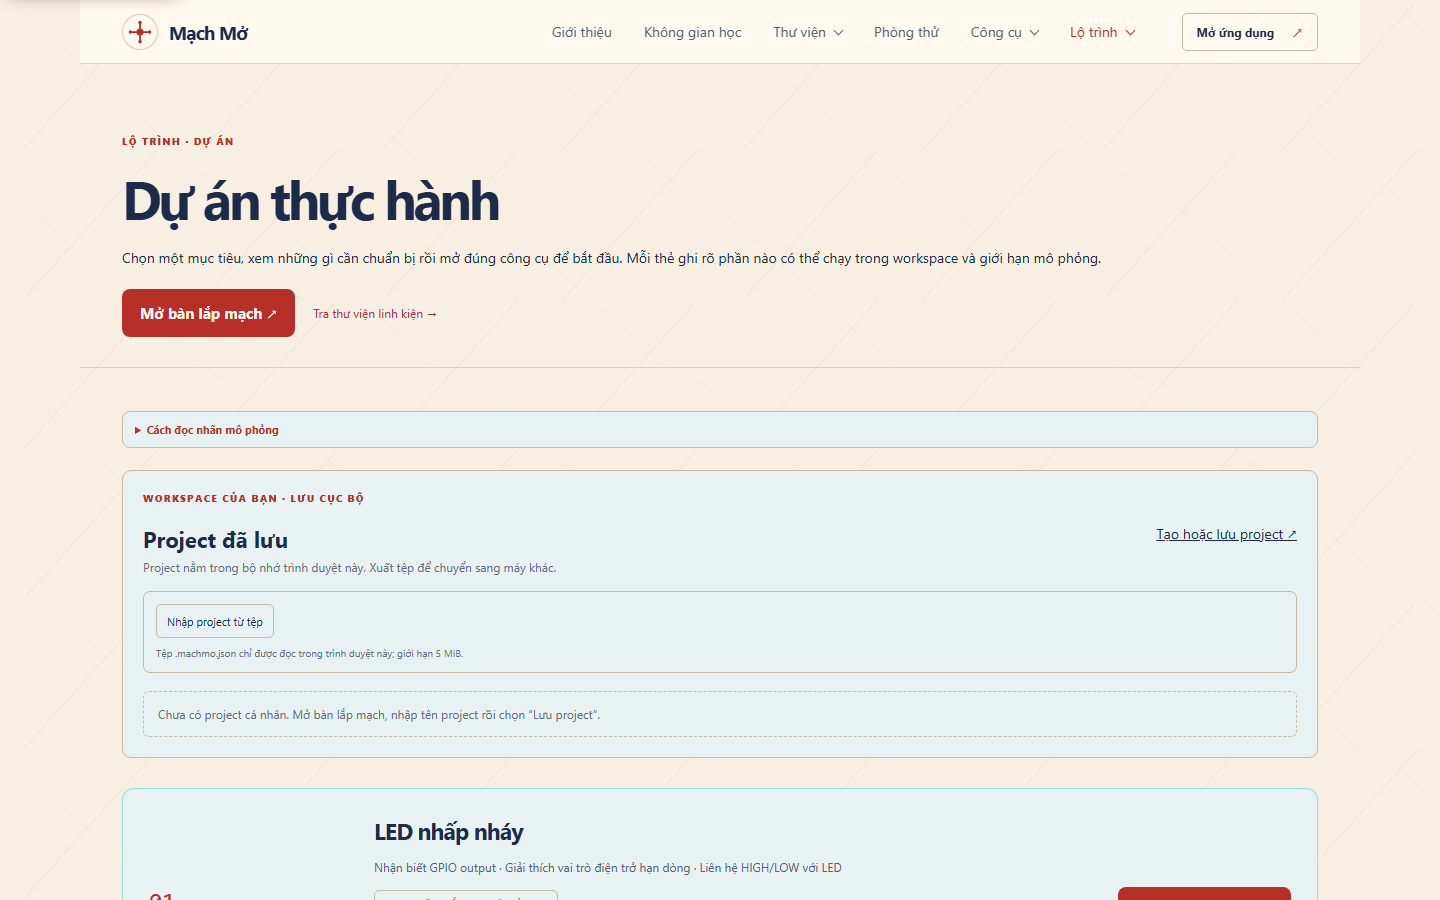 Mạch Mở
Giới thiệu
Không gian học
Thư viện
Phòng thử
Công cụ
Lộ trình
Mở ứng dụng ↗
LỘ TRÌNH · DỰ ÁN
Dự án thực hành
Chọn một mục tiêu, xem những gì cần chuẩn bị rồi mở đúng công cụ để bắt đầu. Mỗi thẻ ghi rõ phần nào có thể chạy trong workspace và giới hạn mô phỏng.
Mở bàn lắp mạch ↗
Tra thư viện linh kiện →
▶ Cách đọc nhãn mô phỏng
WORKSPACE CỦA BẠN · LƯU CỤC BỘ
Project đã lưu
Tạo hoặc lưu project ↗
Project nằm trong bộ nhớ trình duyệt này. Xuất tệp để chuyển sang máy khác.
Nhập project từ tệp
Tệp .machmo.json chỉ được đọc trong trình duyệt này; giới hạn 5 MiB.
Chưa có project cá nhân. Mở bàn lắp mạch, nhập tên project rồi chọn “Lưu project”.
LED nhấp nháy
Nhận biết GPIO output · Giải thích vai trò điện trở hạn dòng · Liên hệ HIGH/LOW với LED
01